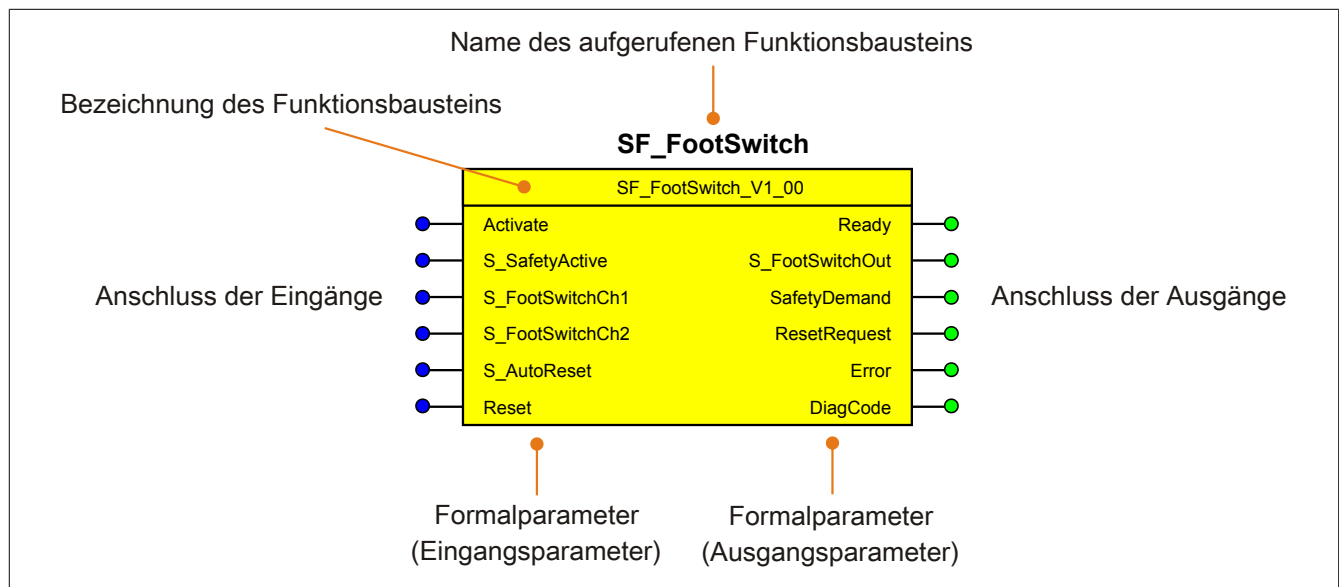 Name des aufgerufenen Funktionsbausteins
Bezeichnung des Funktionsbausteins
SF_FootSwitch
SF_FootSwitch_V1_00
Activate
Ready
S_SafetyActive
S_FootSwitchOut
Anschluss der Eingänge
S_FootSwitchCh1
SafetyDemand
Anschluss der Ausgänge
S_FootSwitchCh2
ResetRequest
S_AutoReset
Error
Reset
DiagCode
Formalparameter
(Eingangsparameter)
Formalparameter
(Ausgangsparameter)